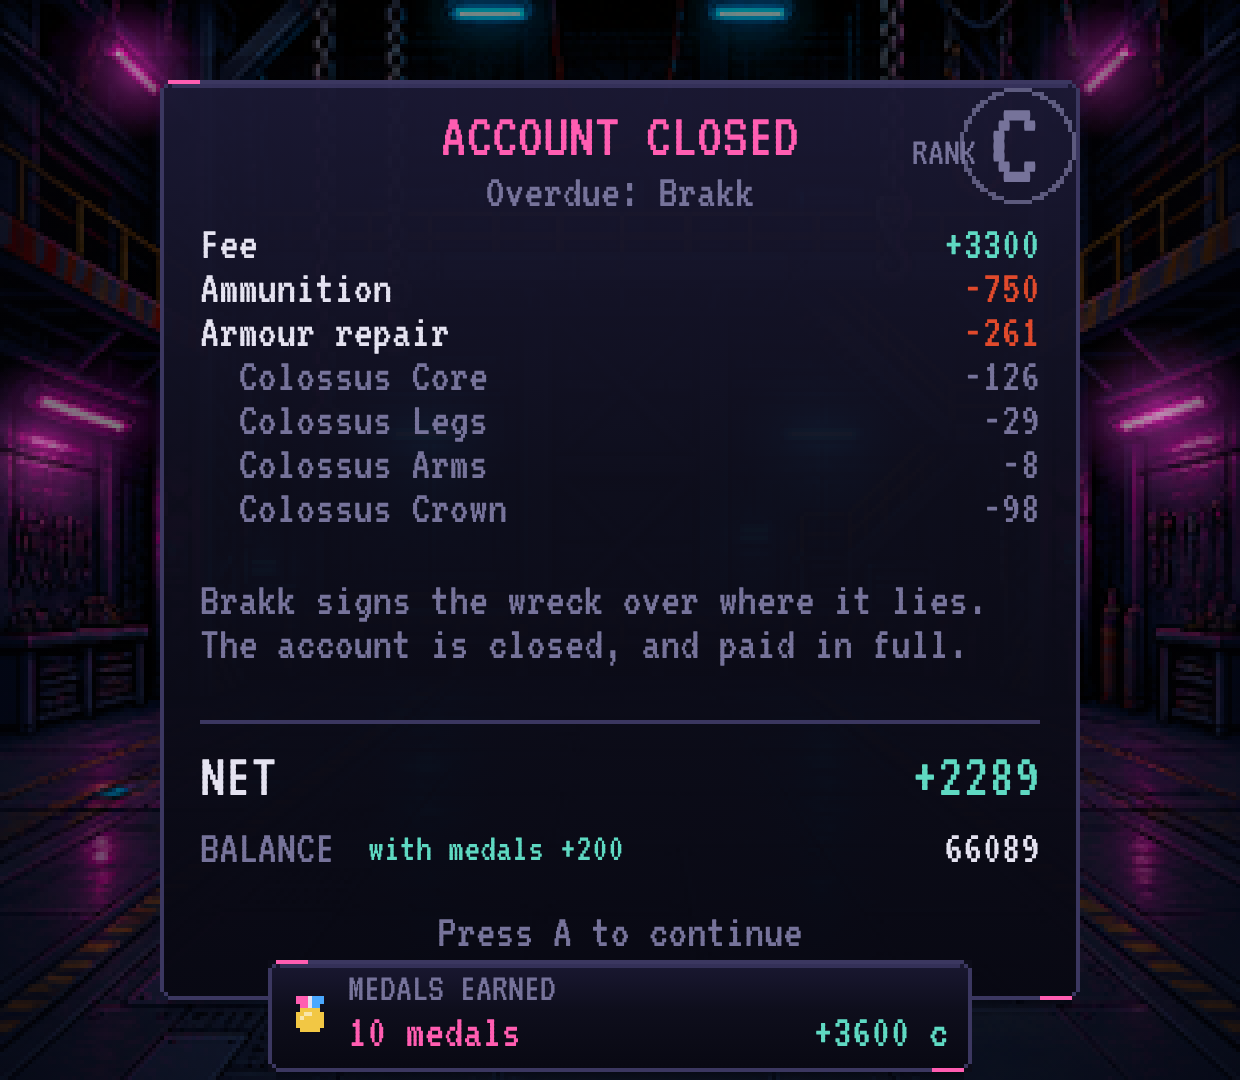 ACCOUNT CLOSED
RANK C
Overdue: Brakk
Fee +3300
Ammunition -750
Armour repair -261
Colossus Core -126
Colossus Legs -29
Colossus Arms -8
Colossus Crown -98
Brakk signs the wreck over where it lies.
The account is closed, and paid in full.
NET +2289
BALANCE with medals +200 66089
Press A to continue
MEDALS EARNED
10 medals +3600 c